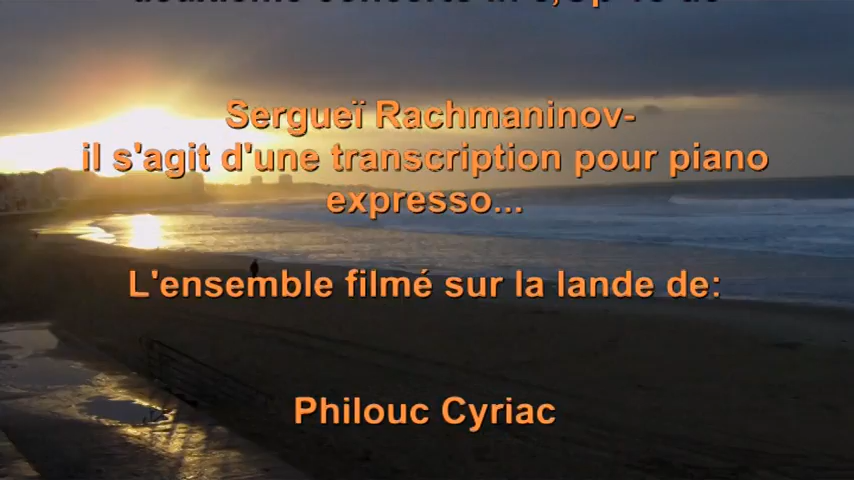 Sergueï Rachmaninov-
il s'agit d'une transcription pour piano
expresso...
L'ensemble filmé sur la lande de:
Philouc Cyriac